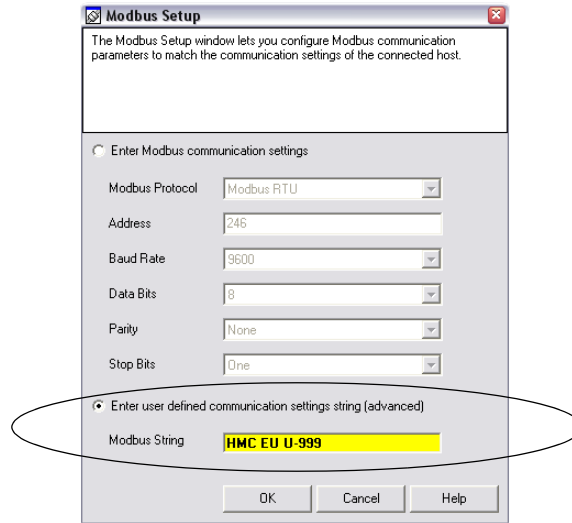 Modbus Setup
The Modbus Setup window lets you configure Modbus communication
parameters to match the communication settings of the connected host.
Enter Modbus communication settings
Modbus Protocol Modbus RTU
Address 246
Baud Rate 9600
Data Bits 8
Parity None
Stop Bits One
Enter user defined communication settings string (advanced)
Modbus String HMC EU U-999
OK Cancel Help